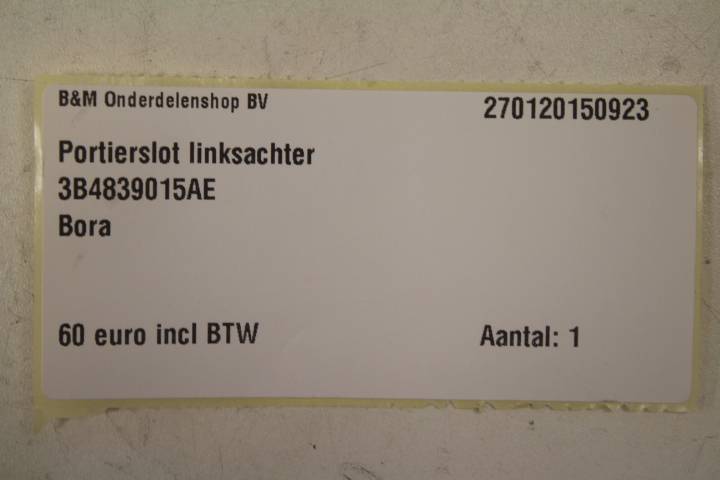 B&M Onderdelenshop BV 270120150923
Portierslot linksachter
3B4839015AE
Bora
60 euro incl BTW Aantal: 1